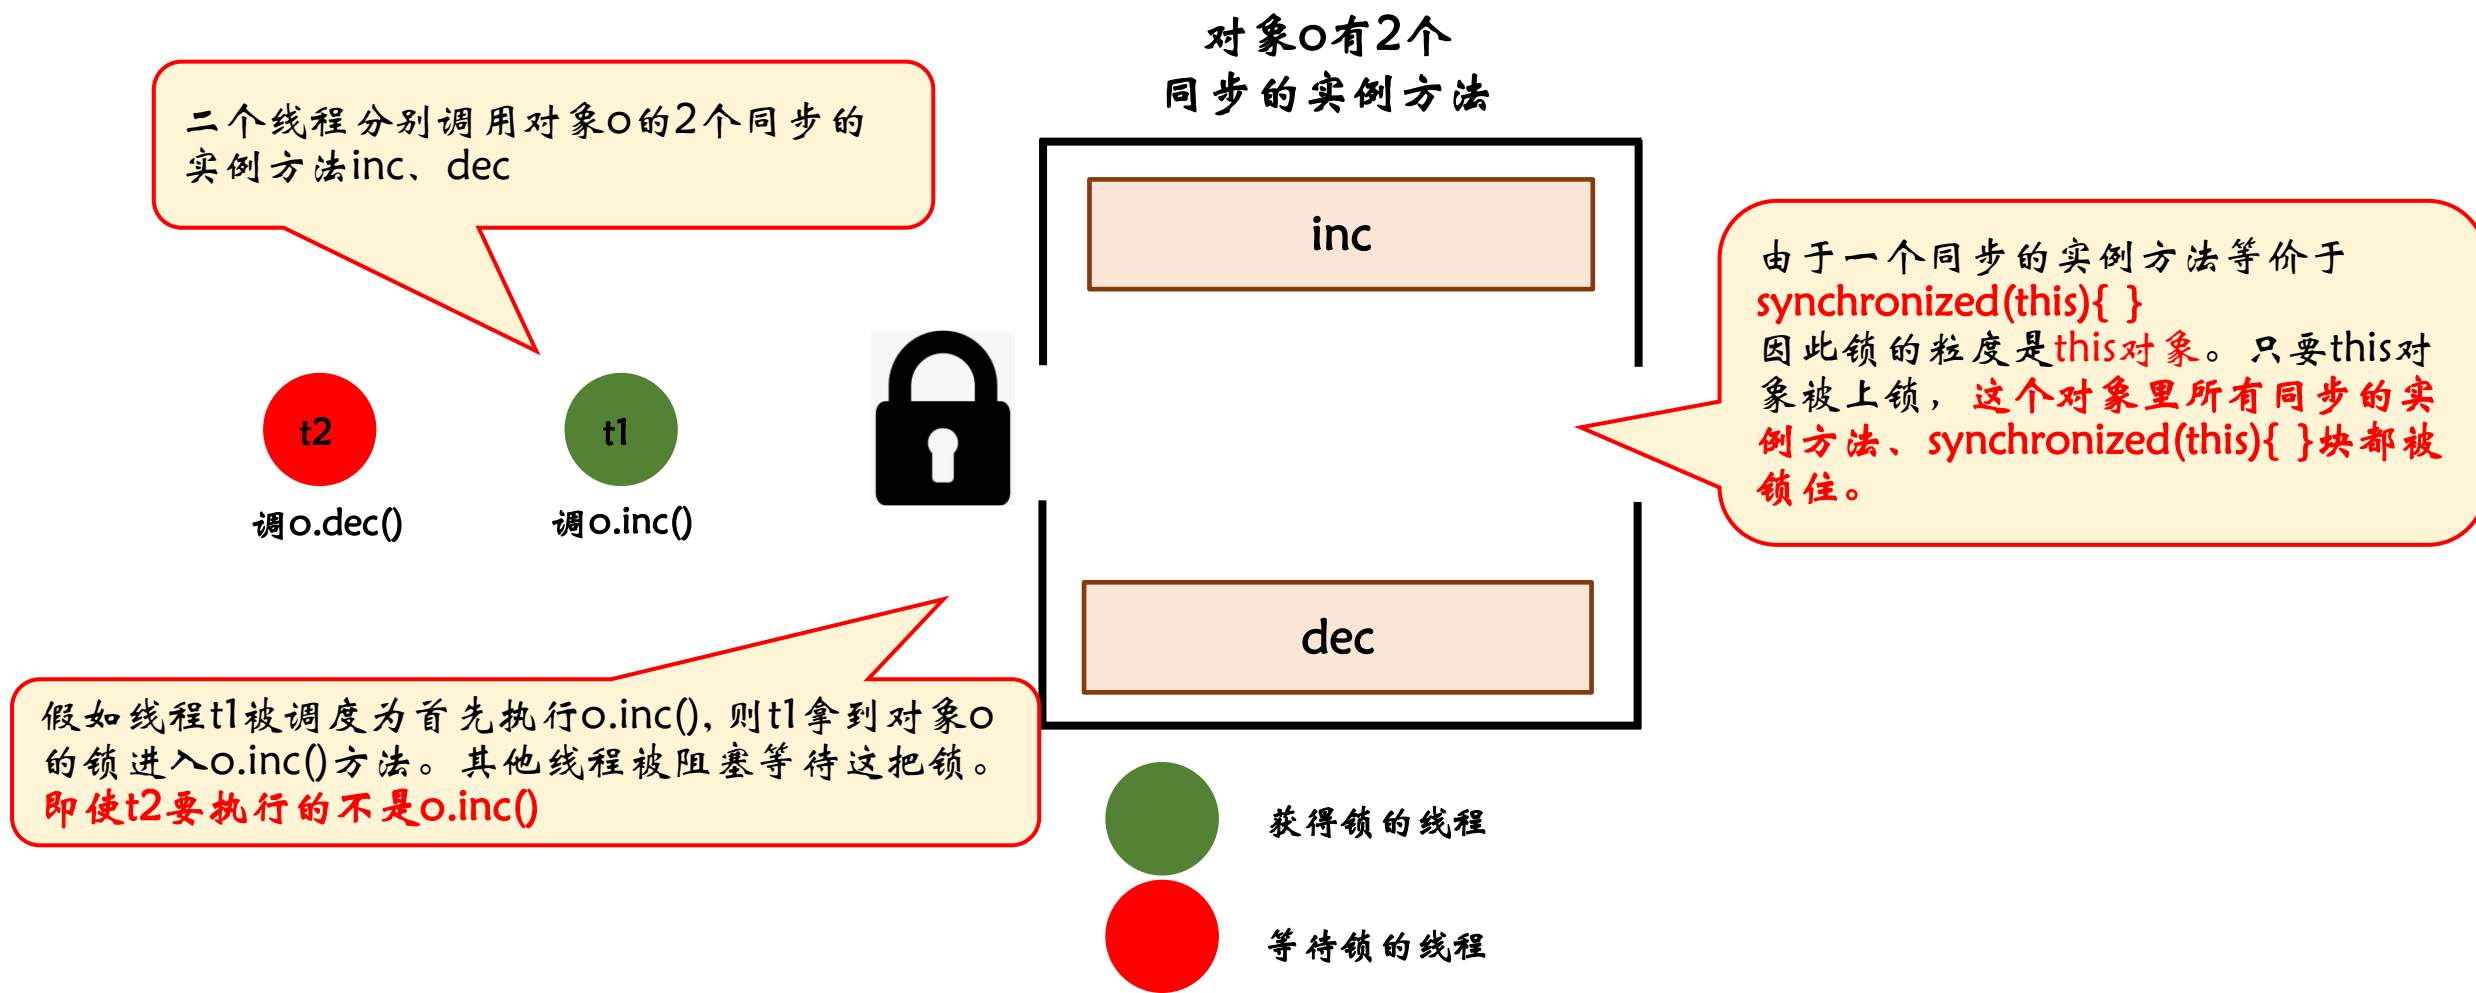 对象o有2个
同步的实例方法
二个线程分别调用对象o的2个同步的
实例方法inc、dec
inc
由于一个同步的实例方法等价于
synchronized(this){ }
因此锁的粒度是this对象。只要this对
象被上锁，这个对象里所有同步的实
例方法、synchronized(this){ }块都被
锁住。
t2
t1
调o.dec()
调o.inc()
dec
假如线程t1被调度为首先执行o.inc(), 则t1拿到对象o
的锁进入o.inc()方法。其他线程被阻塞等待这把锁。
即使t2要执行的不是o.inc()
获得锁的线程
等待锁的线程